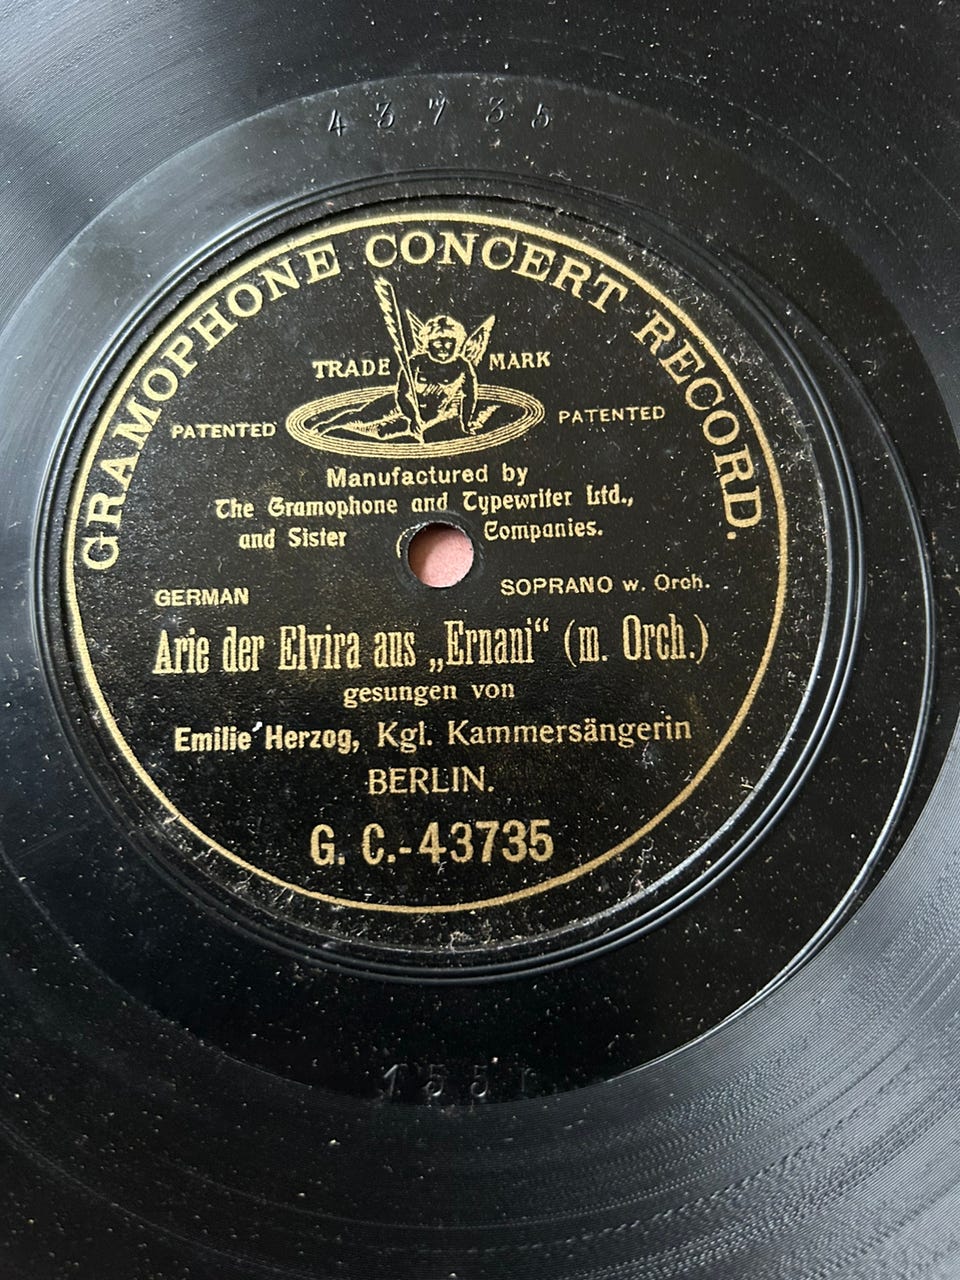 43735
GRAMOPHONE CONCERT RECORD.
TRADE MARK
PATENTED PATENTED
Manufactured by
The Gramophone and Typewriter Ltd.,
and Sister Companies.
GERMAN SOPRANO w. Orch.
Arie der Elvira aus „Ernani“ (m. Orch.)
gesungen von
Emilie Herzog, Kgl. Kammersängerin
BERLIN.
G. C.-43735